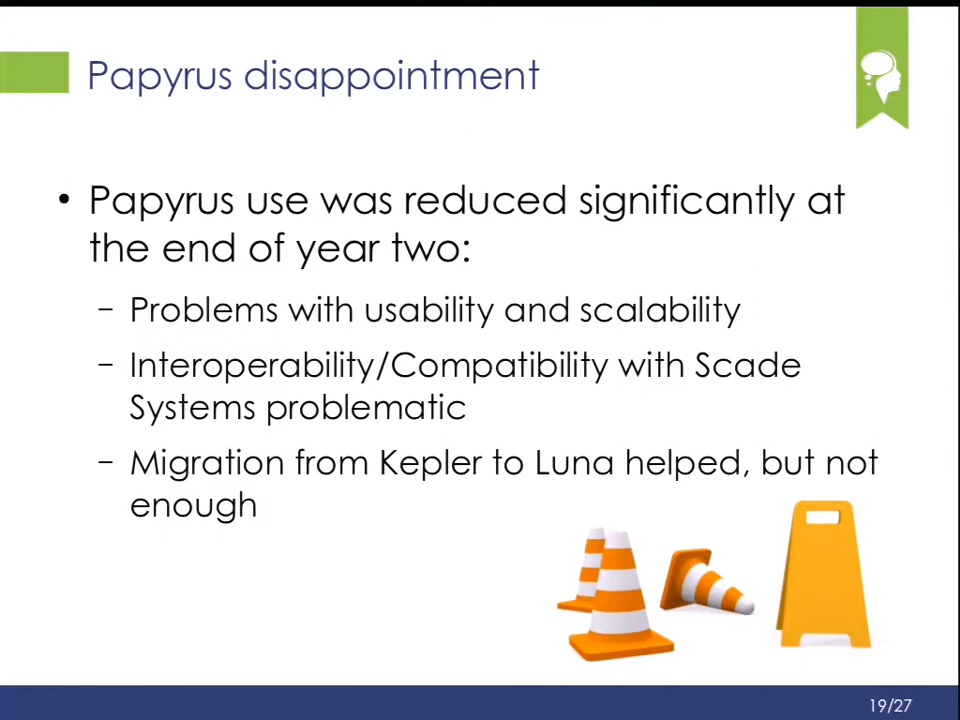 Papyrus disappointment
• Papyrus use was reduced significantly at
the end of year two:
– Problems with usability and scalability
– Interoperability/Compatibility with Scade
Systems problematic
– Migration from Kepler to Luna helped, but not
enough
19/27